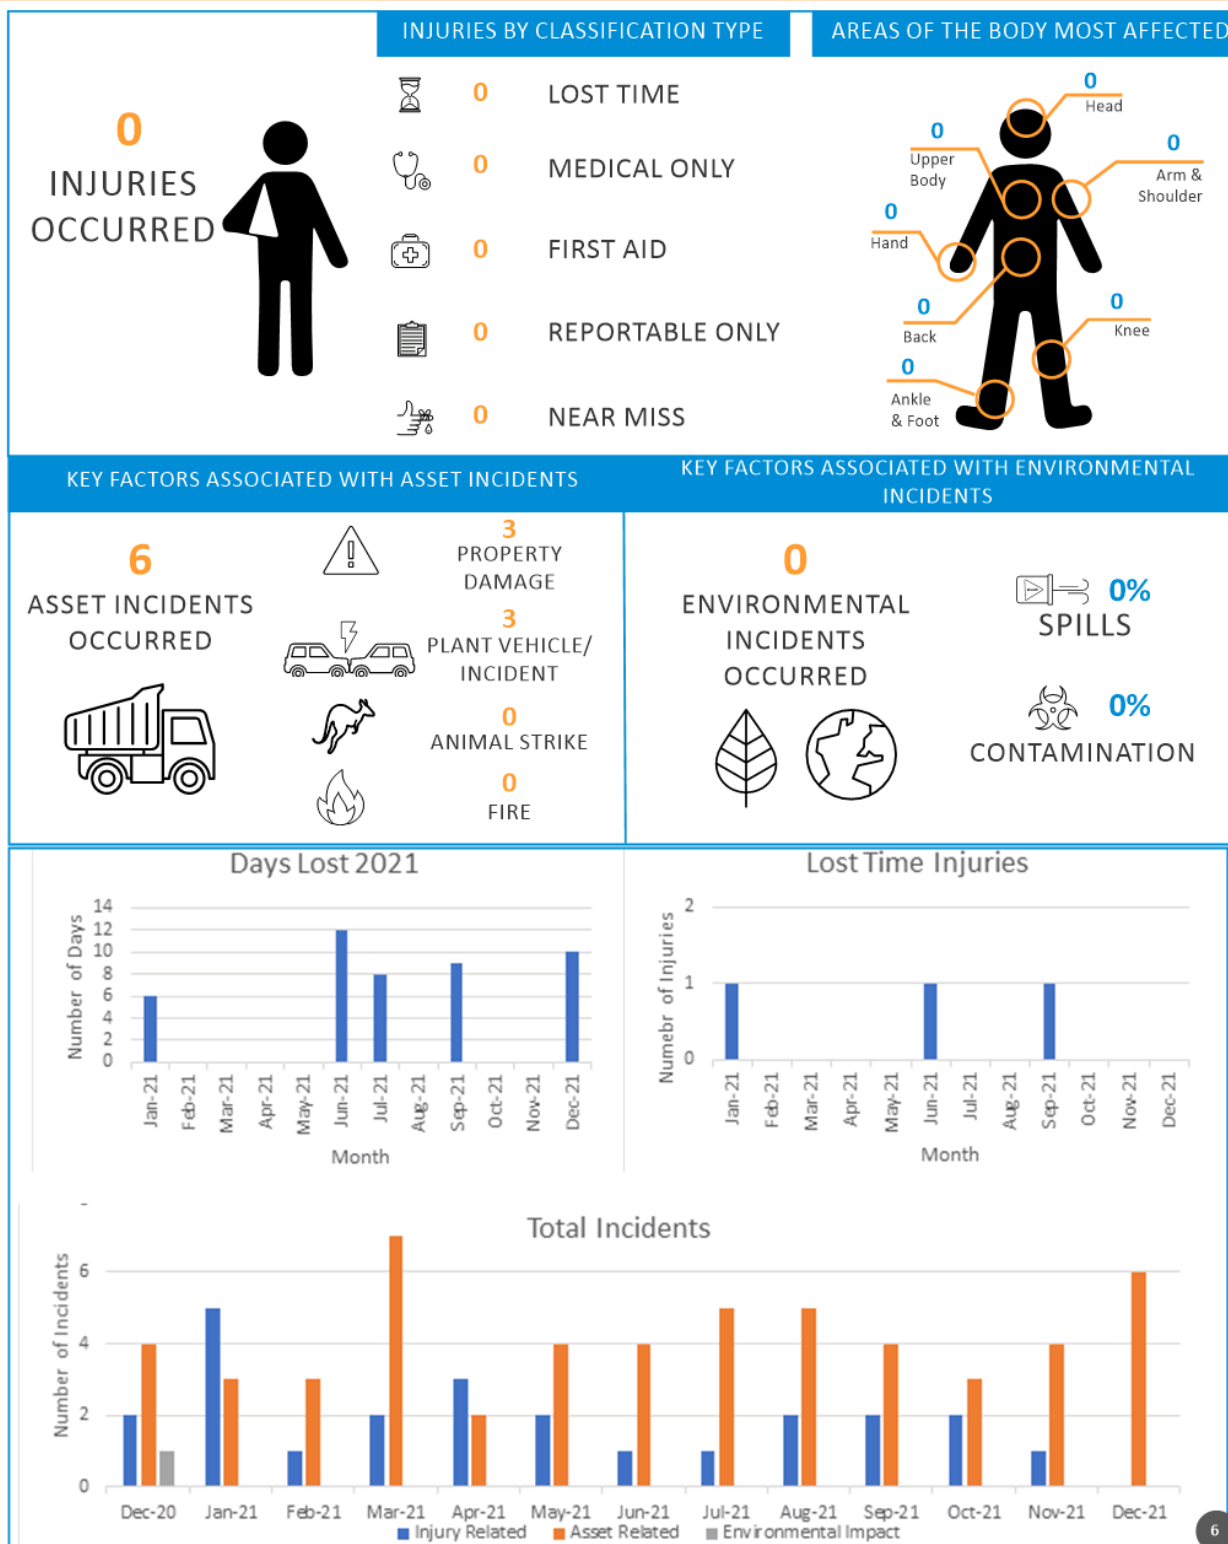 INJURIES BY CLASSIFICATION TYPE
AREAS OF THE BODY MOST AFFECTED
0
INJURIES
OCCURRED
0 LOST TIME
0 MEDICAL ONLY
0 FIRST AID
0 REPORTABLE ONLY
0 NEAR MISS
0
Head
0
Upper
Body
0
Arm &
Shoulder
0
Hand
0
Back
0
Knee
0
Ankle
& Foot
KEY FACTORS ASSOCIATED WITH ASSET INCIDENTS
KEY FACTORS ASSOCIATED WITH ENVIRONMENTAL
INCIDENTS
6
ASSET INCIDENTS
OCCURRED
3
PROPERTY
DAMAGE
3
PLANT VEHICLE/
INCIDENT
0
ANIMAL STRIKE
0
FIRE
0
ENVIRONMENTAL
INCIDENTS
OCCURRED
0%
SPILLS
0%
CONTAMINATION
Days Lost 2021
Number of Days
14
12
10
8
6
4
2
0
Jan-21
Feb-21
Mar-21
Apr-21
May-21
Jun-21
Jul-21
Aug-21
Sep-21
Oct-21
Nov-21
Dec-21
Month
Lost Time Injuries
Numebr of Injuries
2
1
0
Jan-21
Feb-21
Mar-21
Apr-21
May-21
Jun-21
Jul-21
Aug-21
Sep-21
Oct-21
Nov-21
Dec-21
Month
Total Incidents
Number of Incidents
6
4
2
0
Dec-20 Jan-21 Feb-21 Mar-21 Apr-21 May-21 Jun-21 Jul-21 Aug-21 Sep-21 Oct-21 Nov-21 Dec-21
Injury Related Asset Related Environmental Impact
6